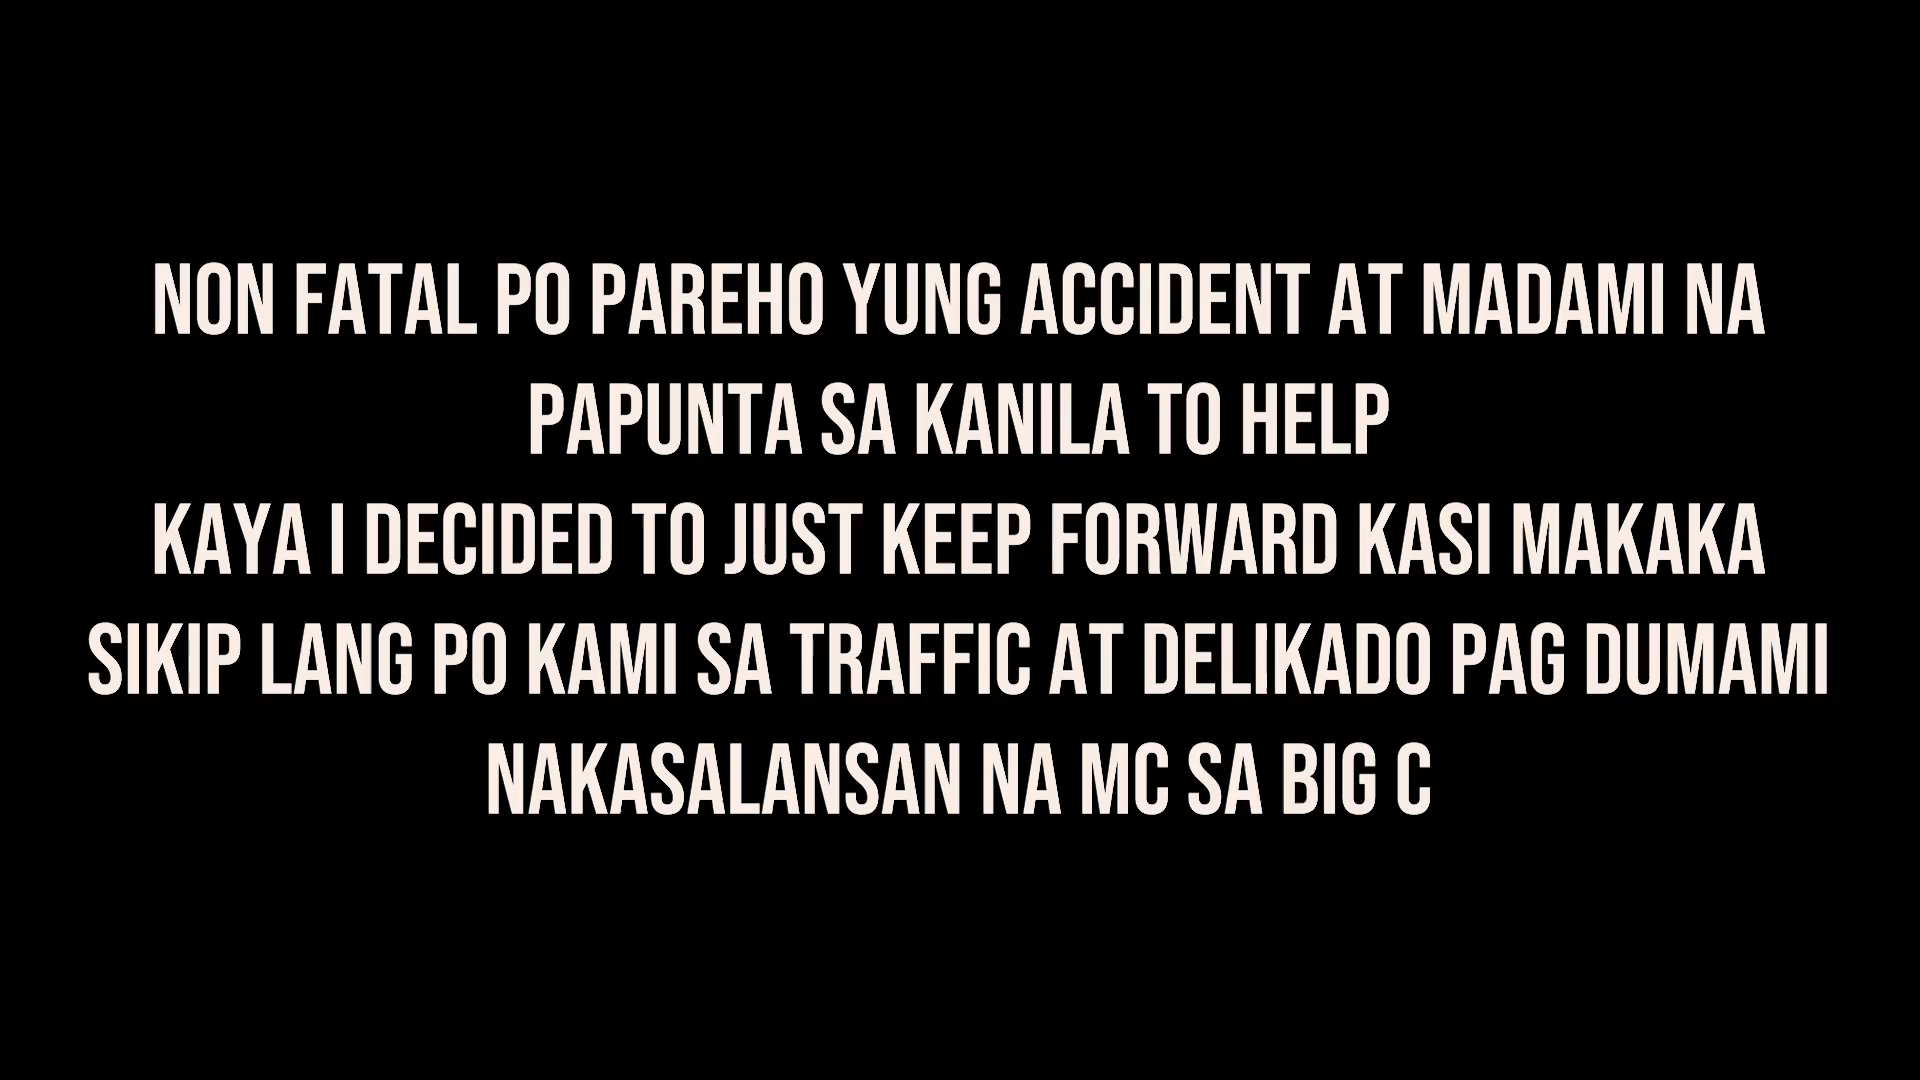 NON FATAL PO PAREHO YUNG ACCIDENT AT MADAMI NA
PAPUNTA SA KANILA TO HELP
KAYA I DECIDED TO JUST KEEP FORWARD KASI MAKAKA
SIKIP LANG PO KAMI SA TRAFFIC AT DELIKADO PAG DUMAMI
NAKASALANSAN NA MC SA BIG C